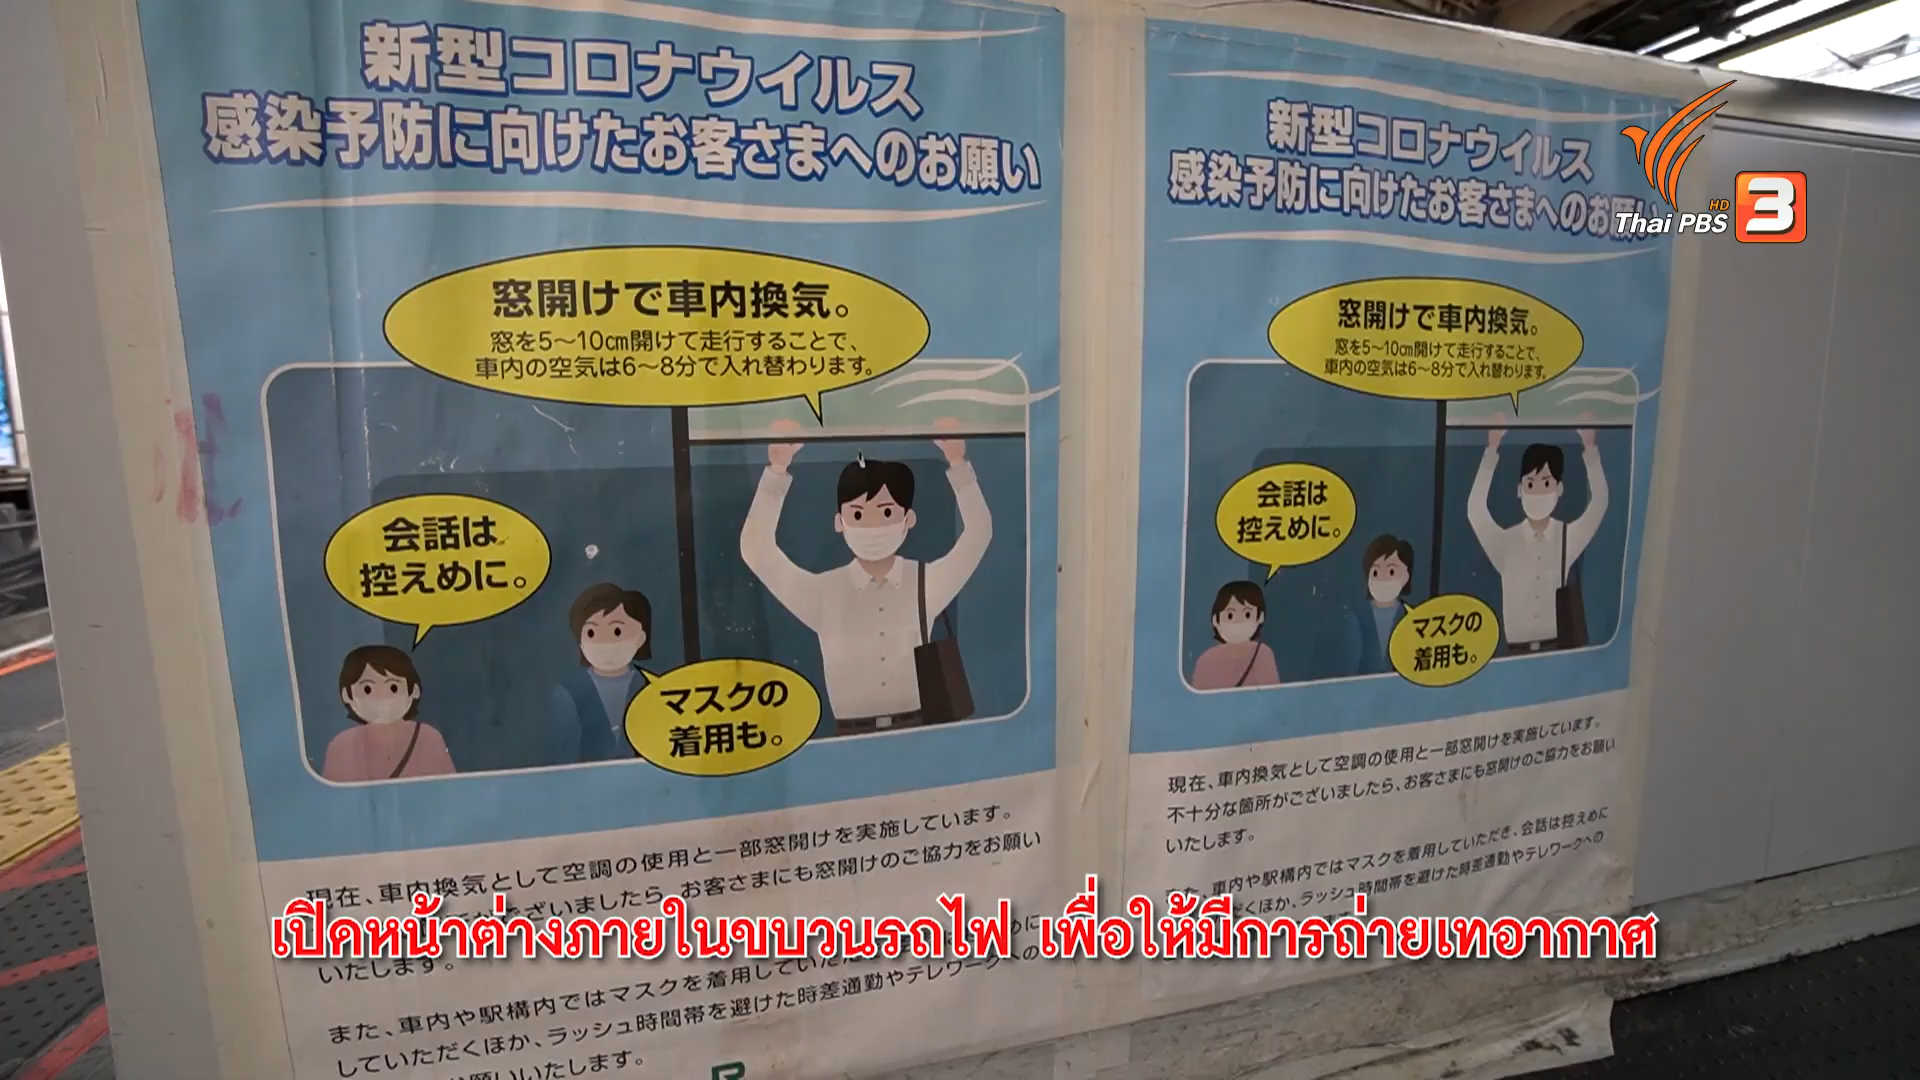 新型コロナウイルス
感染予防に向けたお客さまへのお願い
窓開けで車内換気。
窓を5〜10㎝開けて走行することで、
車内の空気は6〜8分で入れ替わります。
会話は
控えめに。
マスクの
着用も。
現在、車内換気として空調の使用と一部窓開けを実施しています。
ございましたら、お客さまにも窓開けのご協力をお願い
いたします。
また、車内や駅構内ではマスクを着用していただ
していただくほか、ラッシュ時間帯を避けた時差通勤やテレワークへの
お願いいたします。
新型コロナウイルス
感染予防に向けたお客さまへのお願い
窓開けで車内換気。
窓を5〜10㎝開けて走行することで、
車内の空気は6〜8分で入れ替わります。
会話は
控えめに。
マスクの
着用も。
現在、車内換気として空調の使用と一部窓開けを実施しています。
不十分な箇所がございましたら、お客さまにも窓開けのご協力をお願い
いたします。
また、車内や駅構内ではマスクを着用していただき、会話は控えめに
だくほか、ラッシュ時間帯を避けた時差通勤やテレワークへの
Thai PBS HD 3
เปิดหน้าต่างภายในขบวนรถไฟ เพื่อให้มีการถ่ายเทอากาศ